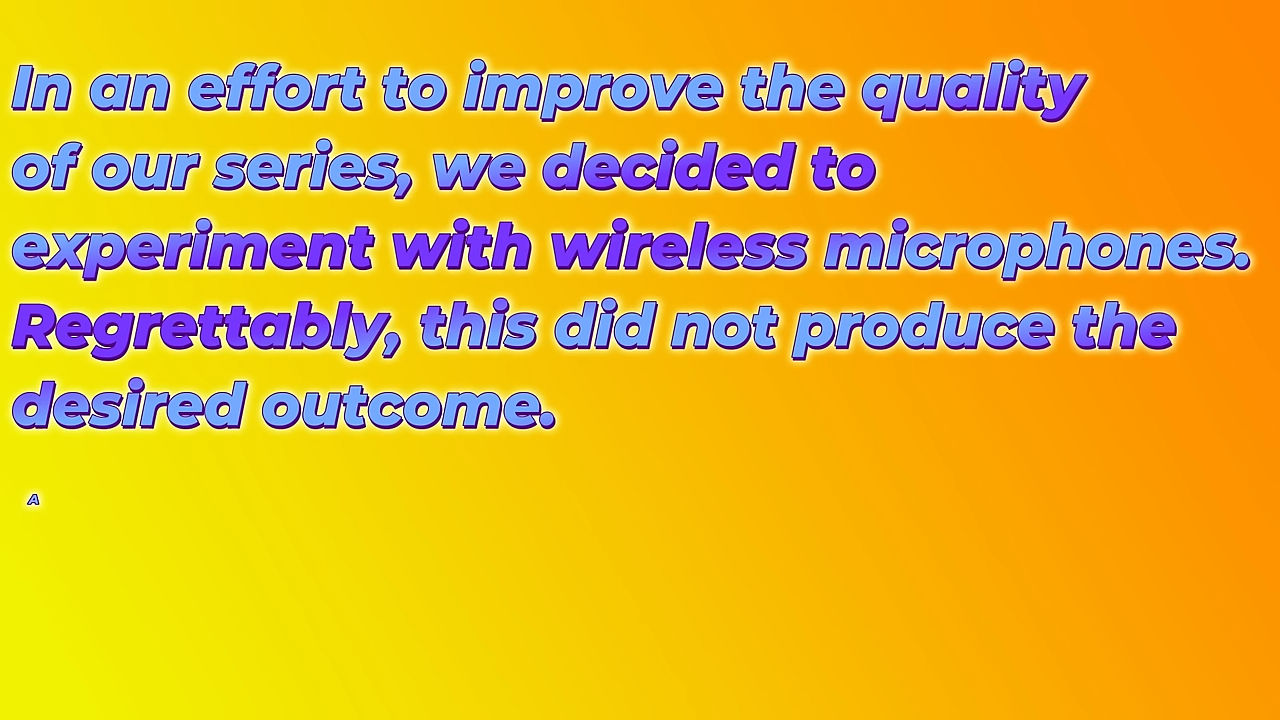 In an effort to improve the quality
of our series, we decided to
experiment with wireless microphones.
Regrettably, this did not produce the
desired outcome.
A